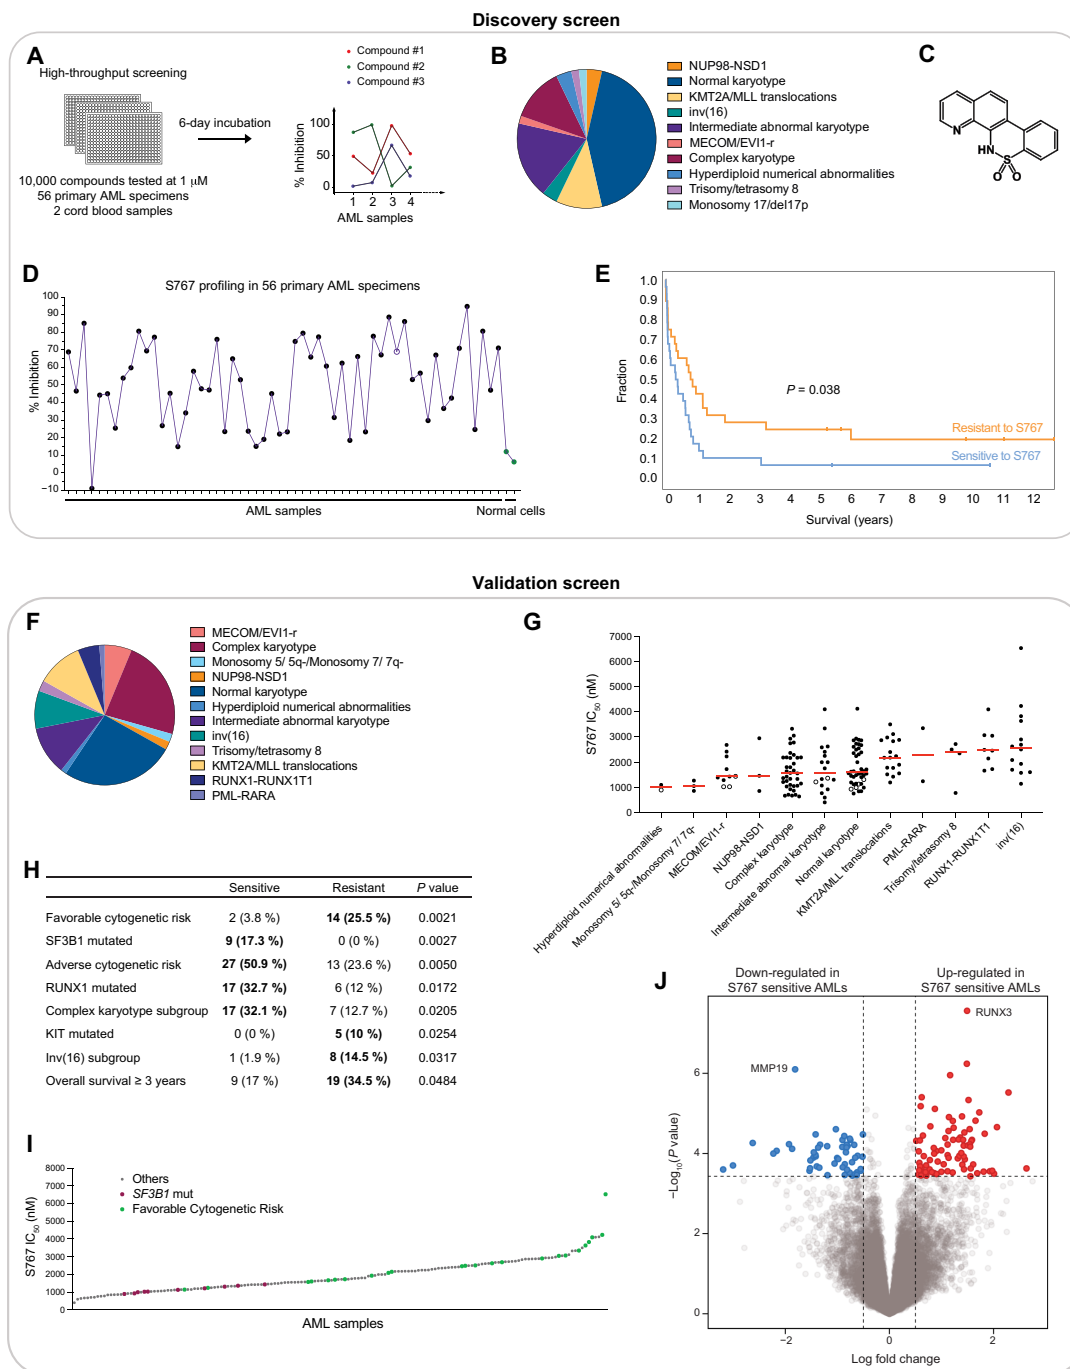 Discovery screen
A
High-throughput screening
6-day incubation
10,000 compounds tested at 1 μM
56 primary AML specimens
2 cord blood samples
Compound #1
Compound #2
Compound #3
% Inhibition
100
50
0
1 2 3 4
AML samples
B
NUP98-NSD1
Normal karyotype
KMT2A/MLL translocations
inv(16)
Intermediate abnormal karyotype
MECOM/EVI1-r
Complex karyotype
Hyperdiploid numerical abnormalities
Trisomy/tetrasomy 8
Monosomy 17/del17p
C
N
HN
S
O O
D
S767 profiling in 56 primary AML specimens
% Inhibition
100
90
80
70
60
50
40
30
20
10
0
−10
AML samples
Normal cells
E
Fraction
1.0
0.9
0.8
0.7
0.6
0.5
0.4
0.3
0.2
0.1
0.0
P = 0.038
Resistant to S767
Sensitive to S767
0 1 2 3 4 5 6 7 8 9 10 11 12
Survival (years)
Validation screen
F
MECOM/EVI1-r
Complex karyotype
Monosomy 5/ 5q-/Monosomy 7/ 7q-
NUP98-NSD1
Normal karyotype
Hyperdiploid numerical abnormalities
Intermediate abnormal karyotype
inv(16)
Trisomy/tetrasomy 8
KMT2A/MLL translocations
RUNX1-RUNX1T1
PML-RARA
G
S767 IC50 (nM)
7000
6000
5000
4000
3000
2000
1000
0
Hyperdiploid numerical abnormalities
Monosomy 5/ 5q-/Monosomy 7/ 7q-
MECOM/EVI1-r
NUP98-NSD1
Complex karyotype
Intermediate abnormal karyotype
Normal karyotype
KMT2A/MLL translocations
PML-RARA
Trisomy/tetrasomy 8
RUNX1-RUNX1T1
inv(16)
H
Sensitive Resistant P value
Favorable cytogenetic risk 2 (3.8 %) 14 (25.5 %) 0.0021
SF3B1 mutated 9 (17.3 %) 0 (0 %) 0.0027
Adverse cytogenetic risk 27 (50.9 %) 13 (23.6 %) 0.0050
RUNX1 mutated 17 (32.7 %) 6 (12 %) 0.0172
Complex karyotype subgroup 17 (32.1 %) 7 (12.7 %) 0.0205
KIT mutated 0 (0 %) 5 (10 %) 0.0254
Inv(16) subgroup 1 (1.9 %) 8 (14.5 %) 0.0317
Overall survival ≥ 3 years 9 (17 %) 19 (34.5 %) 0.0484
I
S767 IC50 (nM)
8000
7000
6000
5000
4000
3000
2000
1000
0
Others
SF3B1 mut
Favorable Cytogenetic Risk
AML samples
J
Down-regulated in
S767 sensitive AMLs
Up-regulated in
S767 sensitive AMLs
RUNX3
MMP19
−Log10(P value)
6
4
2
0
−2 0 2
Log fold change